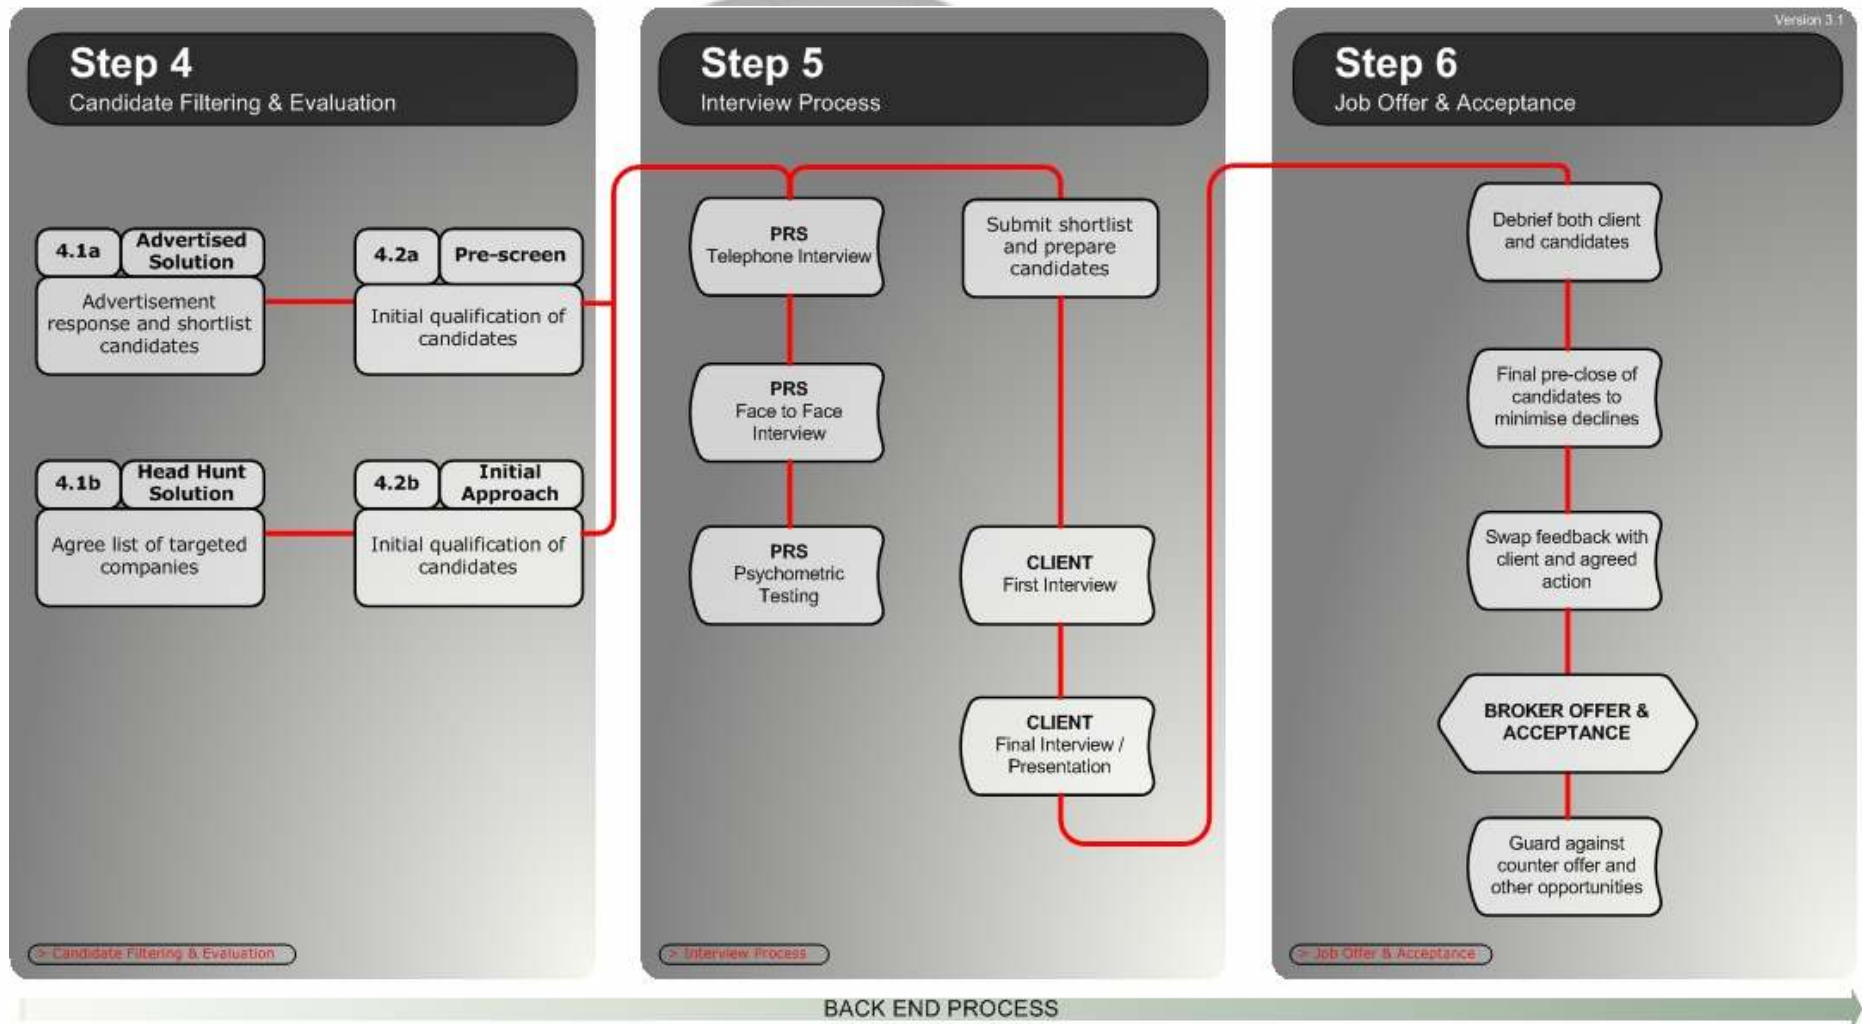 Version 3.1
Step 4
Candidate Filtering & Evaluation
4.1a
Advertised
Solution
Advertisement
response and shortlist
candidates
4.2a
Pre-screen
Initial qualification of
candidates
4.1b
Head Hunt
Solution
Agree list of targeted
companies
4.2b
Initial
Approach
Initial qualification of
candidates
> Candidate Filtering & Evaluation
Step 5
Interview Process
PRS
Telephone Interview
PRS
Face to Face
Interview
PRS
Psychometric
Testing
Submit shortlist
and prepare
candidates
CLIENT
First Interview
CLIENT
Final Interview /
Presentation
> Interview Process
Step 6
Job Offer & Acceptance
Debrief both client
and candidates
Final pre-close of
candidates to
minimise declines
Swap feedback with
client and agreed
action
BROKER OFFER &
ACCEPTANCE
Guard against
counter offer and
other opportunities
> Job Offer & Acceptance
BACK END PROCESS